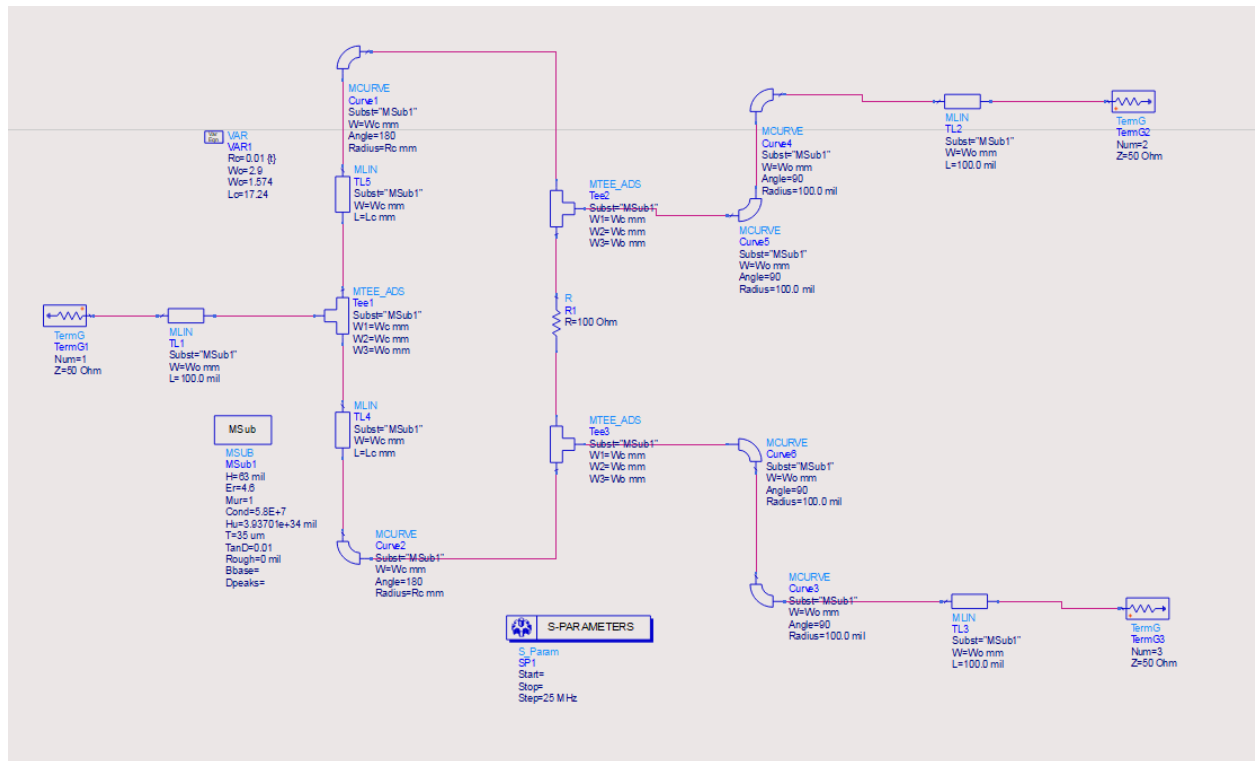 MCURVE
Curve1
Subst="MSub1"
W=Wc mm
Angle=180
Radius=Rc mm
Var
Eqn
VAR
VAR1
Rc=0.01 {t}
Wo=2.9
Wc=1.574
Lc=17.24
MLIN
TL5
Subst="MSub1"
W=Wc mm
L=Lc mm
MTEE_ADS
Tee2
Subst="MSub1"
W1=Wc mm
W2=Wc mm
W3=Wo mm
MCURVE
Curve4
Subst="MSub1"
W=Wo mm
Angle=90
Radius=100.0 mil
MCURVE
Curve5
Subst="MSub1"
W=Wo mm
Angle=90
Radius=100.0 mil
MLIN
TL2
Subst="MSub1"
W=Wo mm
L=100.0 mil
TermG
TermG2
Num=2
Z=50 Ohm
TermG
TermG1
Num=1
Z=50 Ohm
MLIN
TL1
Subst="MSub1"
W=Wo mm
L=100.0 mil
MTEE_ADS
Tee1
Subst="MSub1"
W1=Wc mm
W2=Wc mm
W3=Wo mm
R
R1
R=100 Ohm
MLIN
TL4
Subst="MSub1"
W=Wc mm
L=Lc mm
MTEE_ADS
Tee3
Subst="MSub1"
W1=Wc mm
W2=Wc mm
W3=Wo mm
MSub
MSUB
MSub1
H=63 mil
Er=4.6
Mur=1
Cond=5.8E+7
Hu=3.93701e+34 mil
T=35 um
TanD=0.01
Rough=0 mil
Bbase=
Dpeaks=
MCURVE
Curve2
Subst="MSub1"
W=Wc mm
Angle=180
Radius=Rc mm
MCURVE
Curve6
Subst="MSub1"
W=Wo mm
Angle=90
Radius=100.0 mil
MCURVE
Curve3
Subst="MSub1"
W=Wo mm
Angle=90
Radius=100.0 mil
MLIN
TL3
Subst="MSub1"
W=Wo mm
L=100.0 mil
TermG
TermG3
Num=3
Z=50 Ohm
S-PARAMETERS
S_Param
SP1
Start=
Stop=
Step=25 MHz